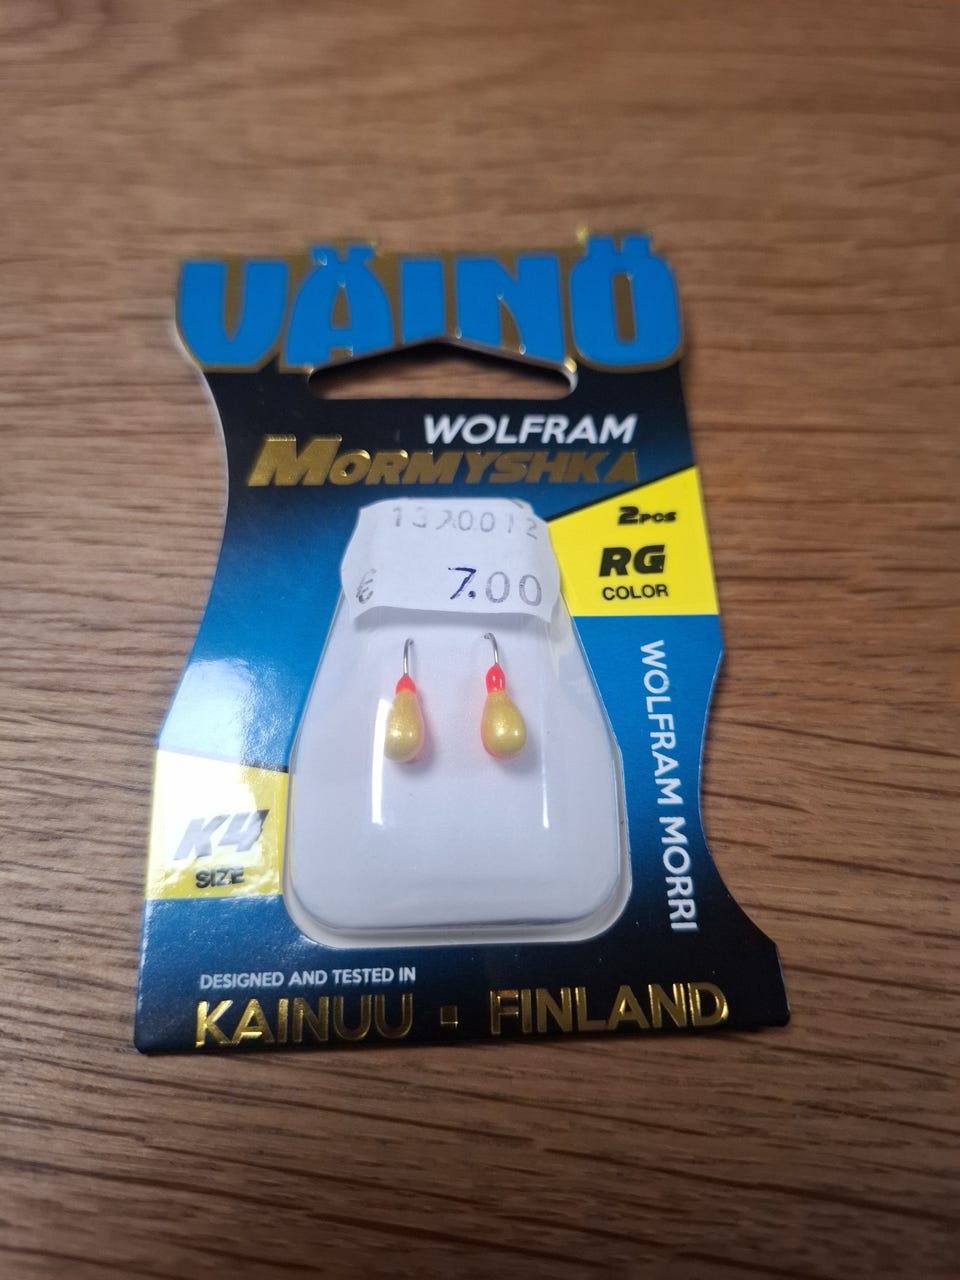 VÄINÖ
WOLFRAM
MORMYSHKA
2PCS
RG
COLOR
€ 7.00
WOLFRAM MORRI
K4
SIZE
DESIGNED AND TESTED IN
KAINUU · FINLAND